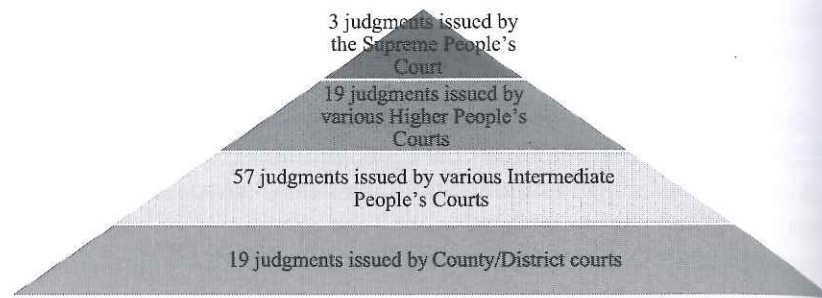 3 judgments issued by
the Supreme People's
Court
19 judgments issued by
various Higher People's
Courts
57 judgments issued by various Intermediate
People's Courts
19 judgments issued by County/District courts